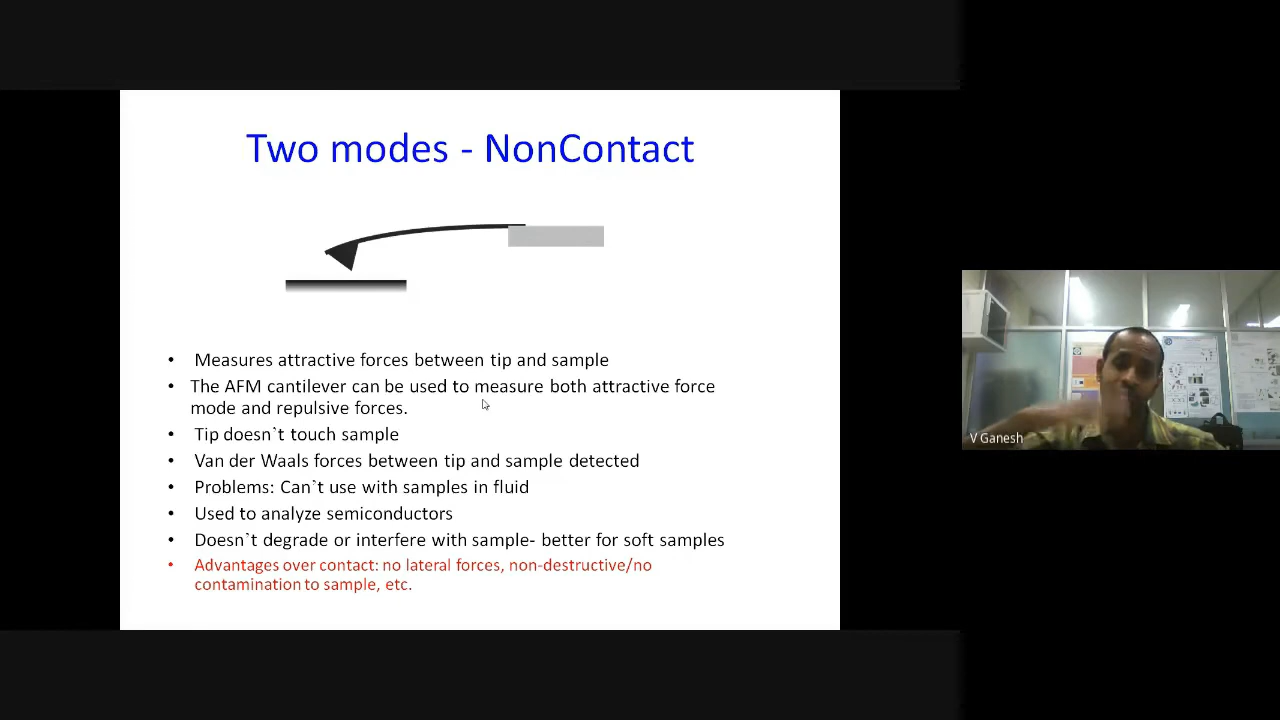 Two modes - NonContact
• Measures attractive forces between tip and sample
• The AFM cantilever can be used to measure both attractive force
mode and repulsive forces.
• Tip doesn`t touch sample
• Van der Waals forces between tip and sample detected
• Problems: Can`t use with samples in fluid
• Used to analyze semiconductors
• Doesn`t degrade or interfere with sample- better for soft samples
• Advantages over contact: no lateral forces, non-destructive/no
contamination to sample, etc.
V Ganesh